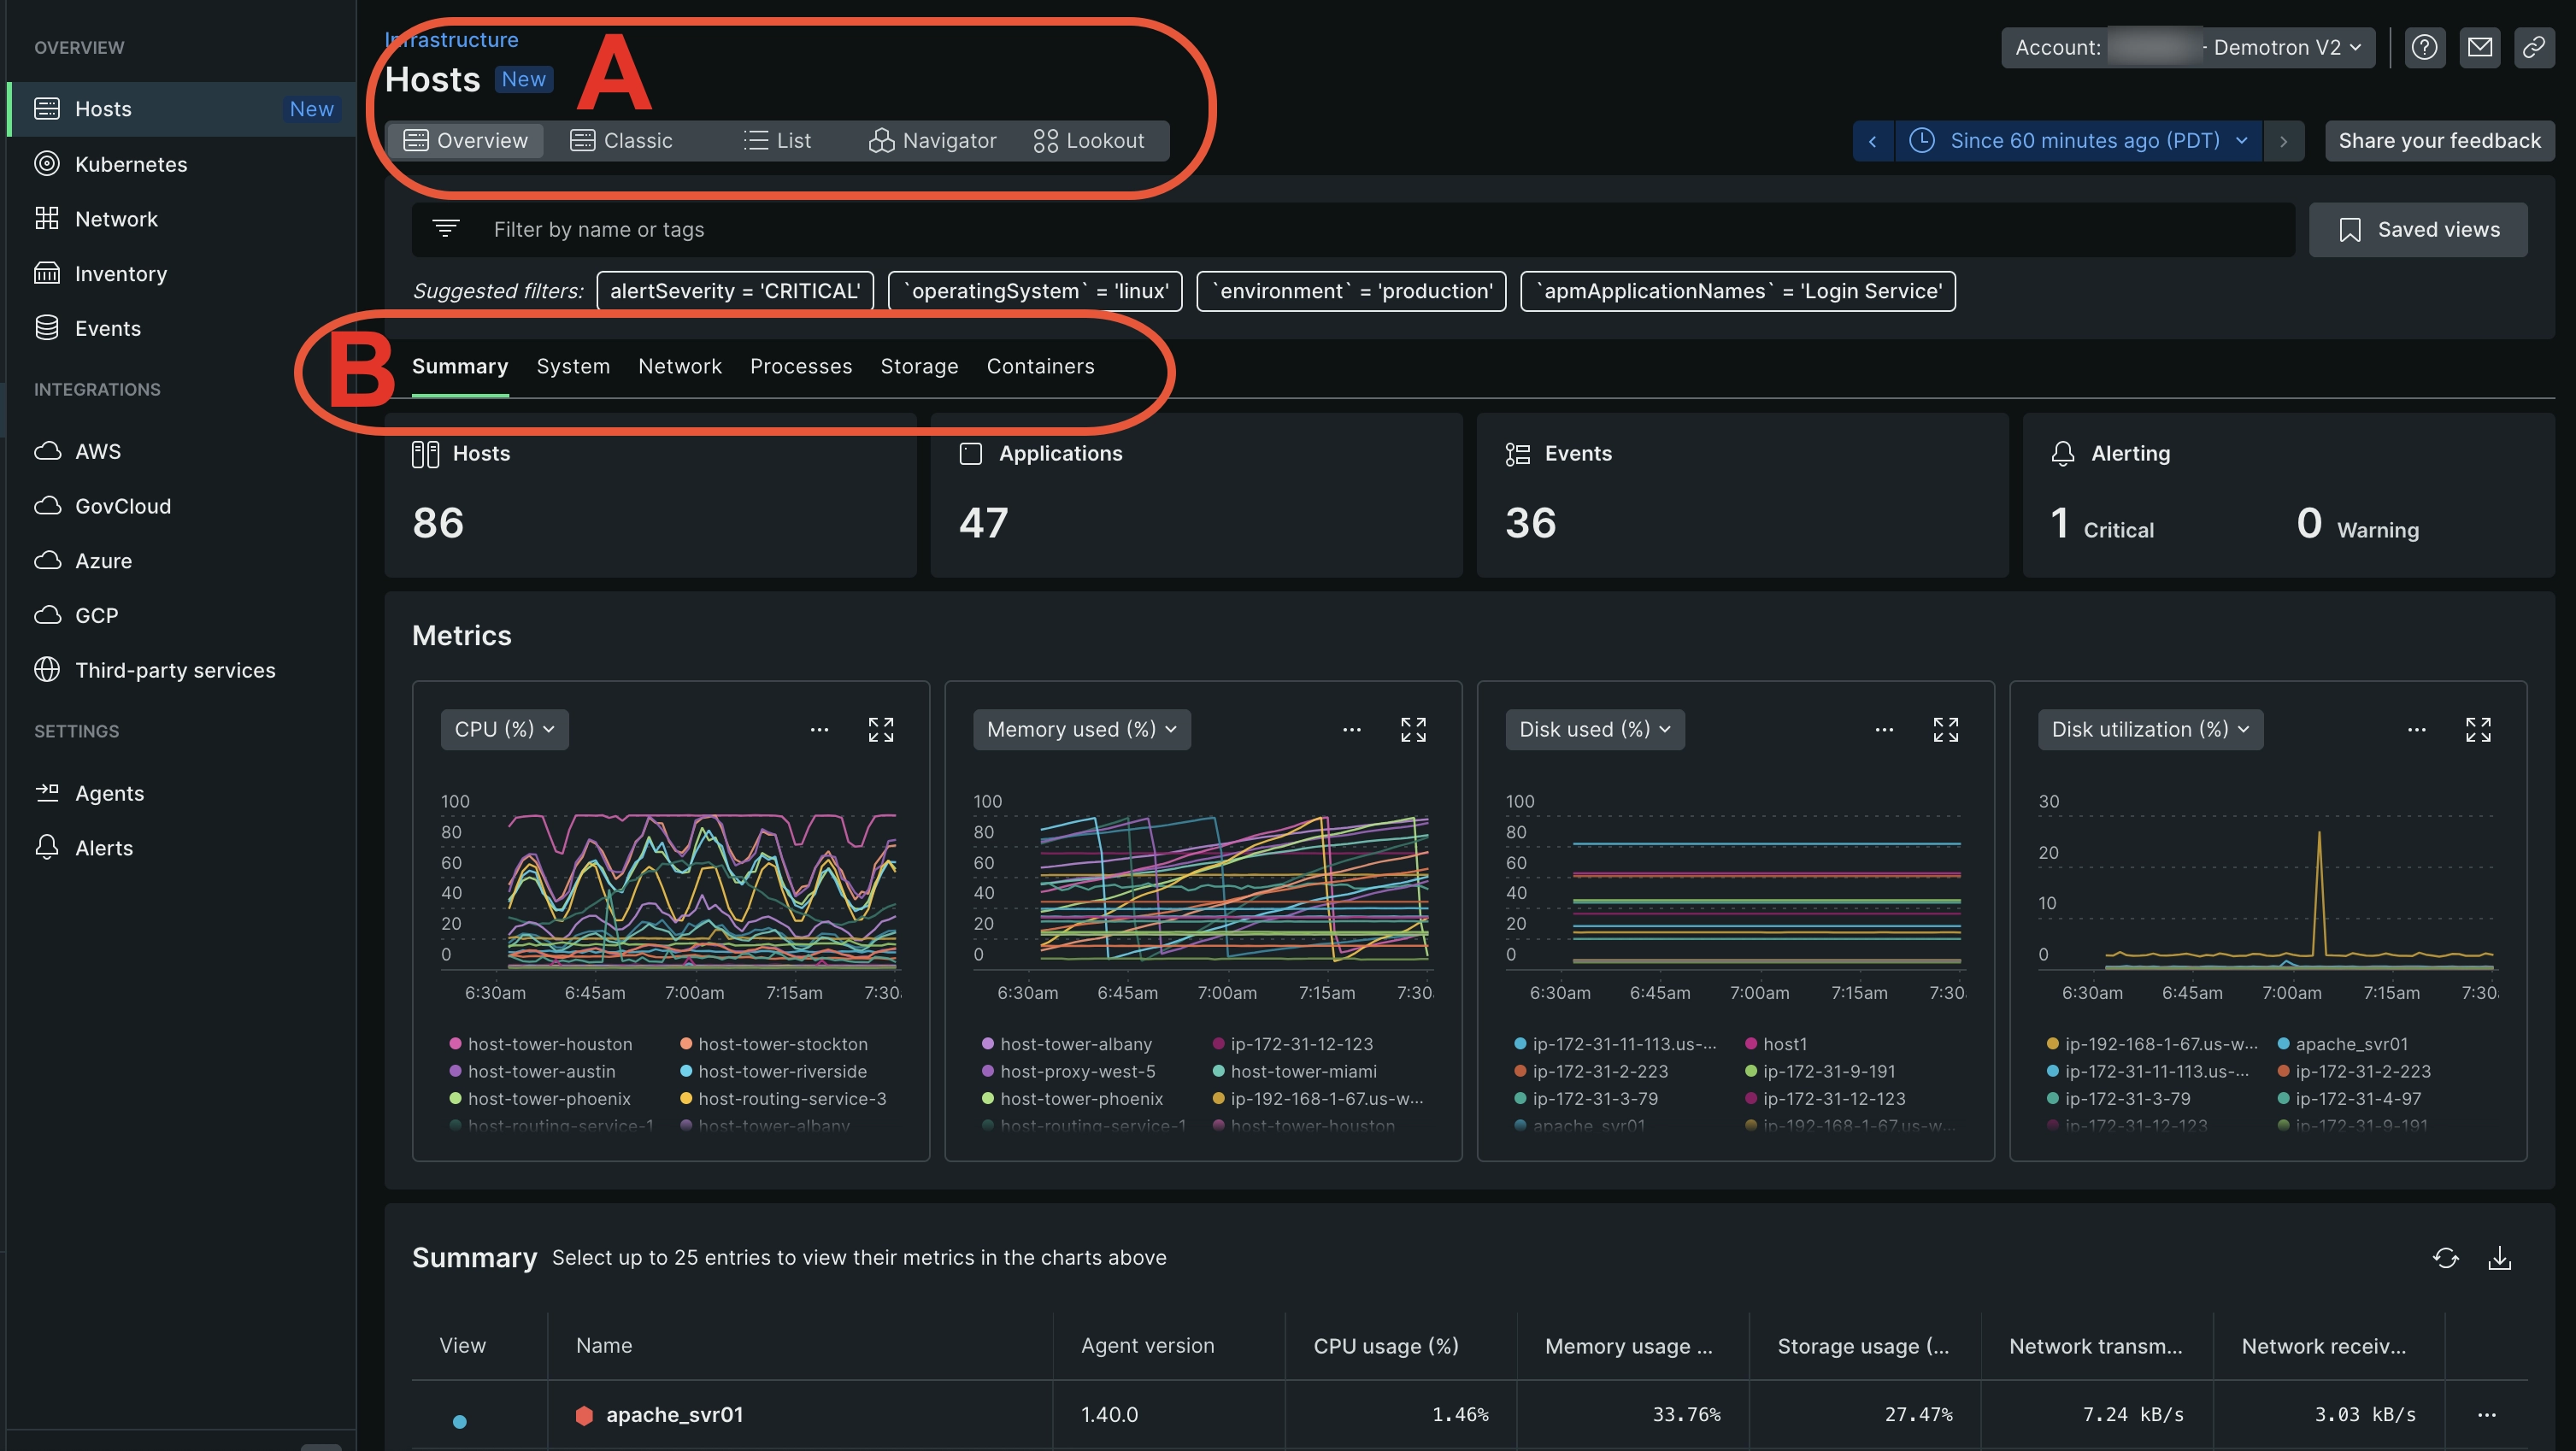 OVERVIEW
Hosts New
Kubernetes
Network
Inventory
Events
INTEGRATIONS
AWS
GovCloud
Azure
GCP
Third-party services
SETTINGS
Agents
Alerts
Infrastructure
Hosts New
A
Overview Classic List Navigator Lookout
Account: - Demotron V2
Since 60 minutes ago (PDT)
Share your feedback
Filter by name or tags
Saved views
Suggested filters: alertSeverity = 'CRITICAL' `operatingSystem` = 'linux' `environment` = 'production' `apmApplicationNames` = 'Login Service'
B
Summary System Network Processes Storage Containers
Hosts
86
Applications
47
Events
36
Alerting
1 Critical 0 Warning
Metrics
CPU (%)
100
80
60
40
20
0
6:30am 6:45am 7:00am 7:15am 7:30
host-tower-houston host-tower-stockton
host-tower-austin host-tower-riverside
host-tower-phoenix host-routing-service-3
host-routing-service-1 host-tower-albany
Memory used (%)
100
80
60
40
20
0
6:30am 6:45am 7:00am 7:15am 7:30
host-tower-albany ip-172-31-12-123
host-proxy-west-5 host-tower-miami
host-tower-phoenix ip-192-168-1-67.us-w...
host-routing-service-1 host-tower-houston
Disk used (%)
100
80
60
40
20
0
6:30am 6:45am 7:00am 7:15am 7:30
ip-172-31-11-113.us-... host1
ip-172-31-2-223 ip-172-31-9-191
ip-172-31-3-79 ip-172-31-12-123
apache_svr01 ip-192-168-1-67.us-w...
Disk utilization (%)
30
20
10
0
6:30am 6:45am 7:00am 7:15am 7:30
ip-192-168-1-67.us-w... apache_svr01
ip-172-31-11-113.us-... ip-172-31-2-223
ip-172-31-3-79 ip-172-31-4-97
ip-172-31-12-123 ip-172-31-9-191
Summary Select up to 25 entries to view their metrics in the charts above
View Name Agent version CPU usage (%) Memory usage ... Storage usage (... Network transm... Network receiv...
apache_svr01 1.40.0 1.46% 33.76% 27.47% 7.24 kB/s 3.03 kB/s